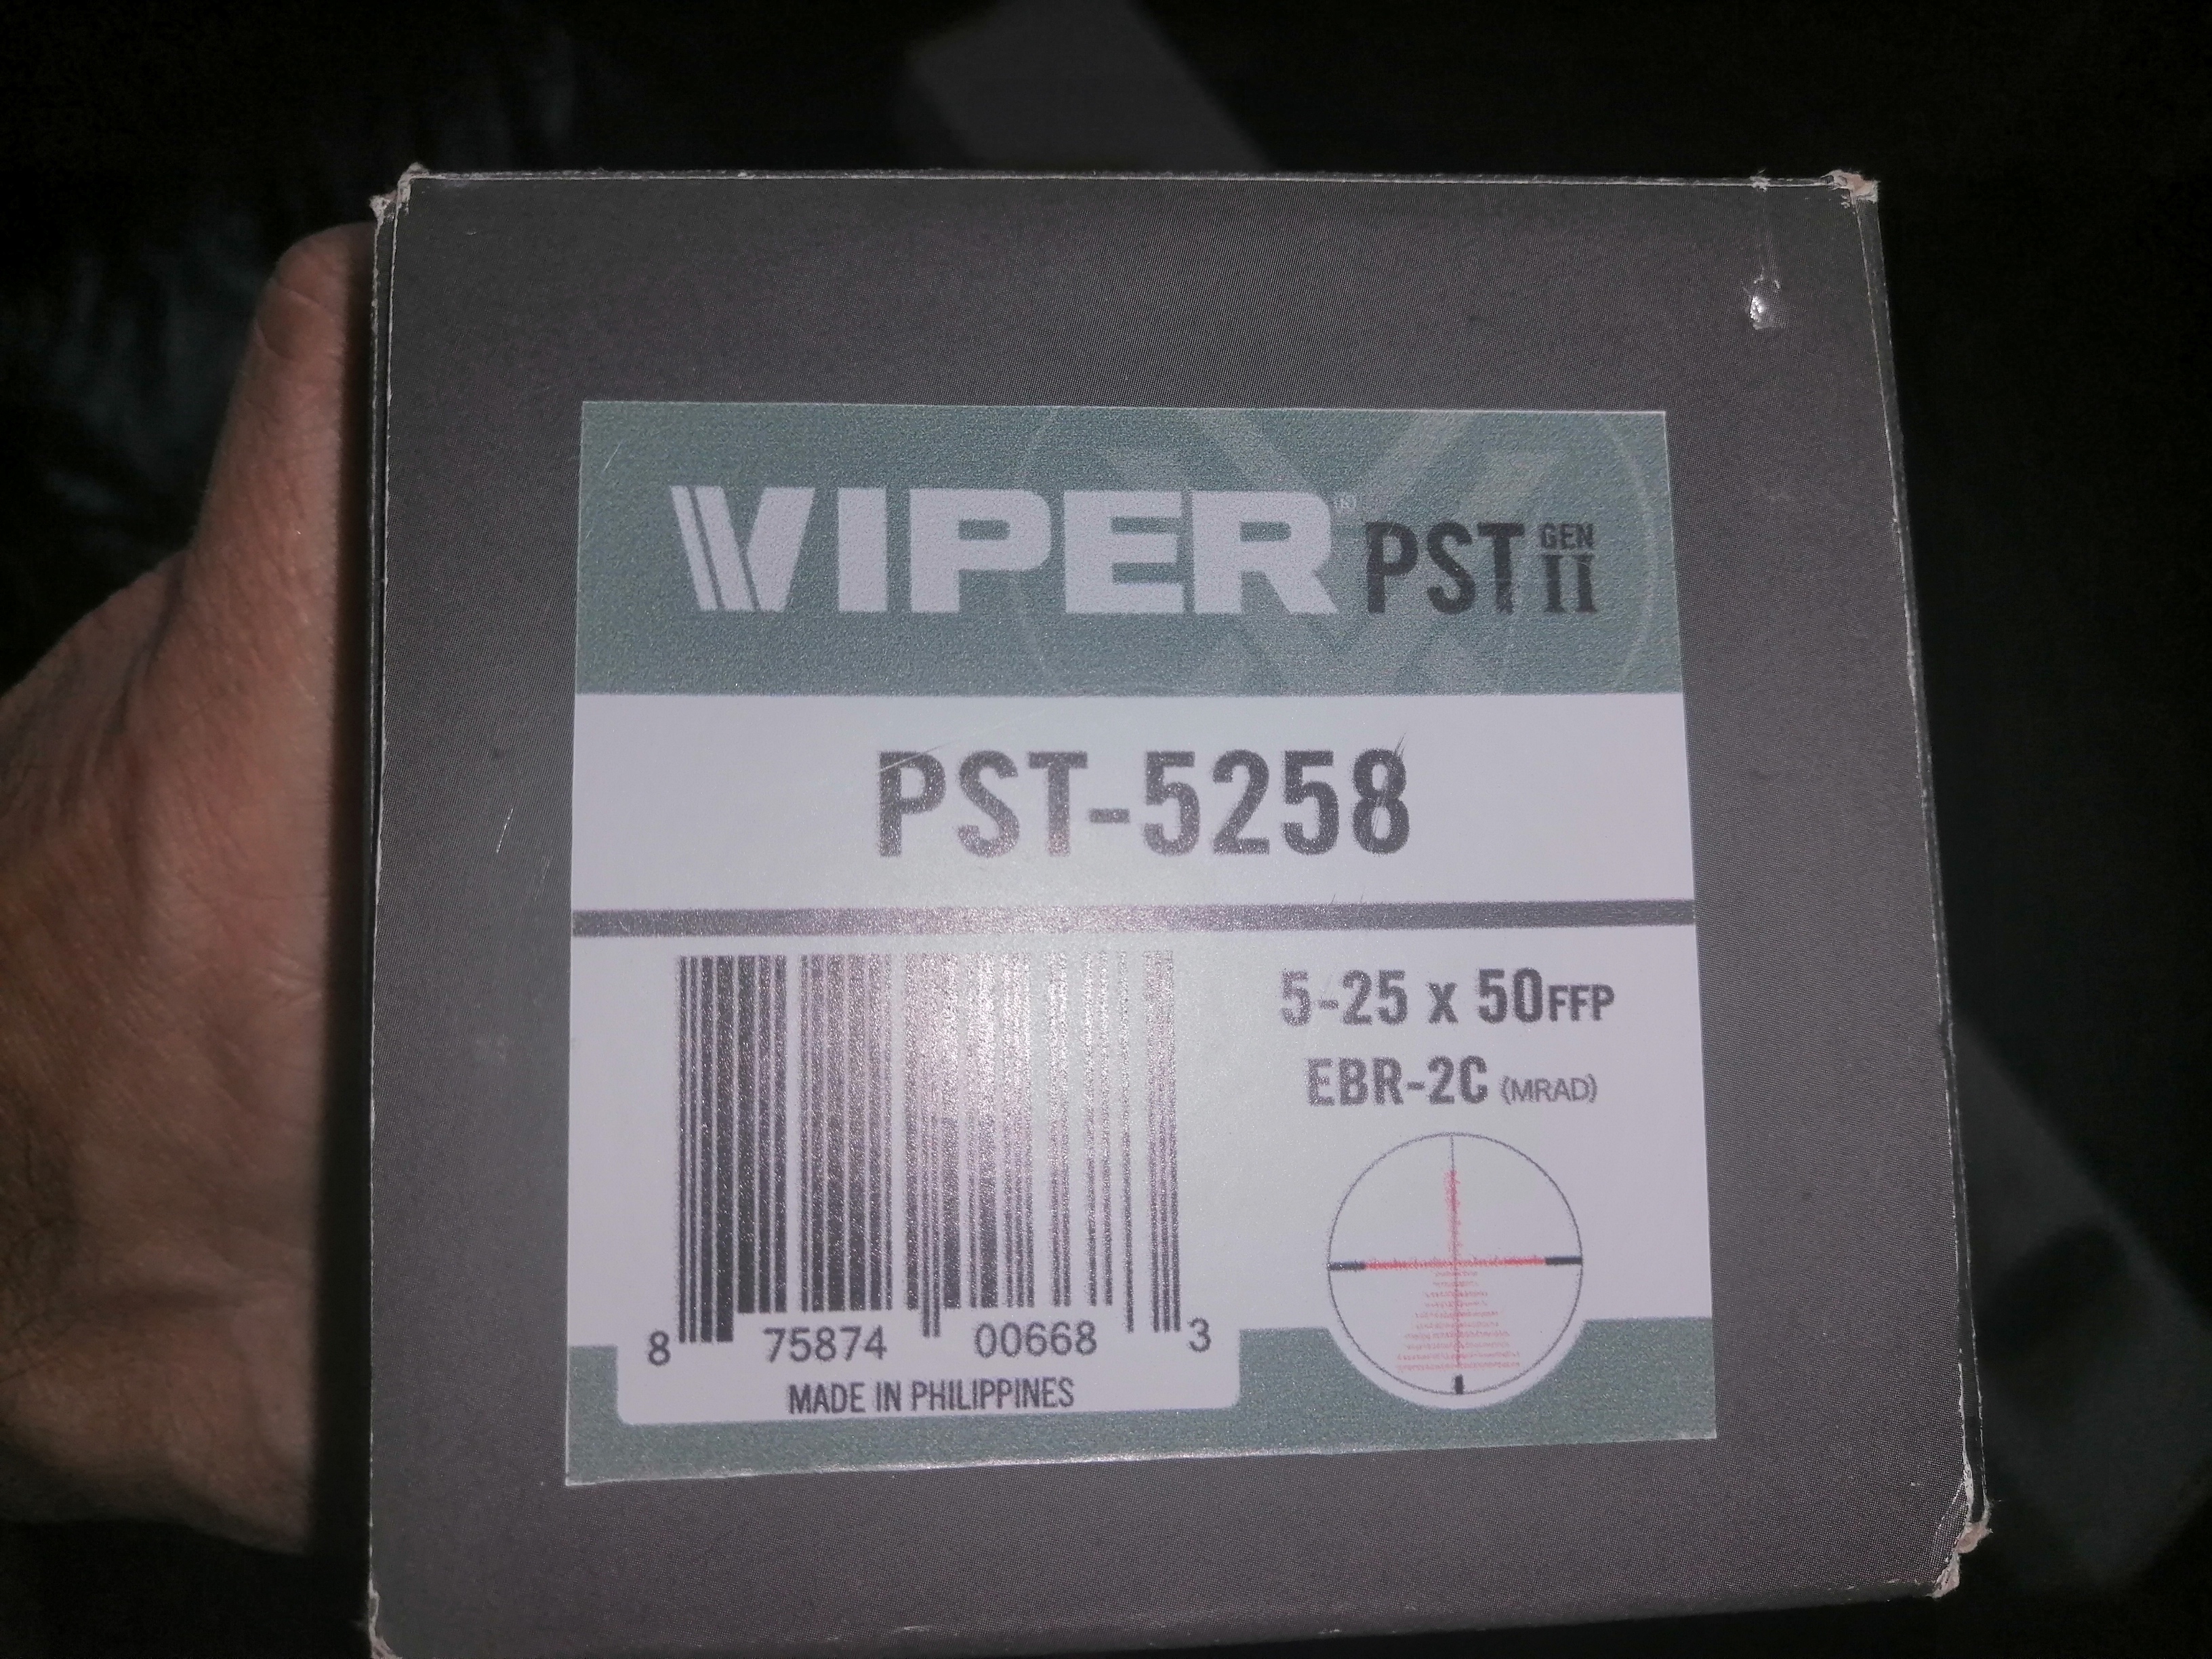 VIPER® PST GEN II
PST-5258
5-25 x 50FFP
EBR-2C (MRAD)
8 75874 00668 3
MADE IN PHILIPPINES